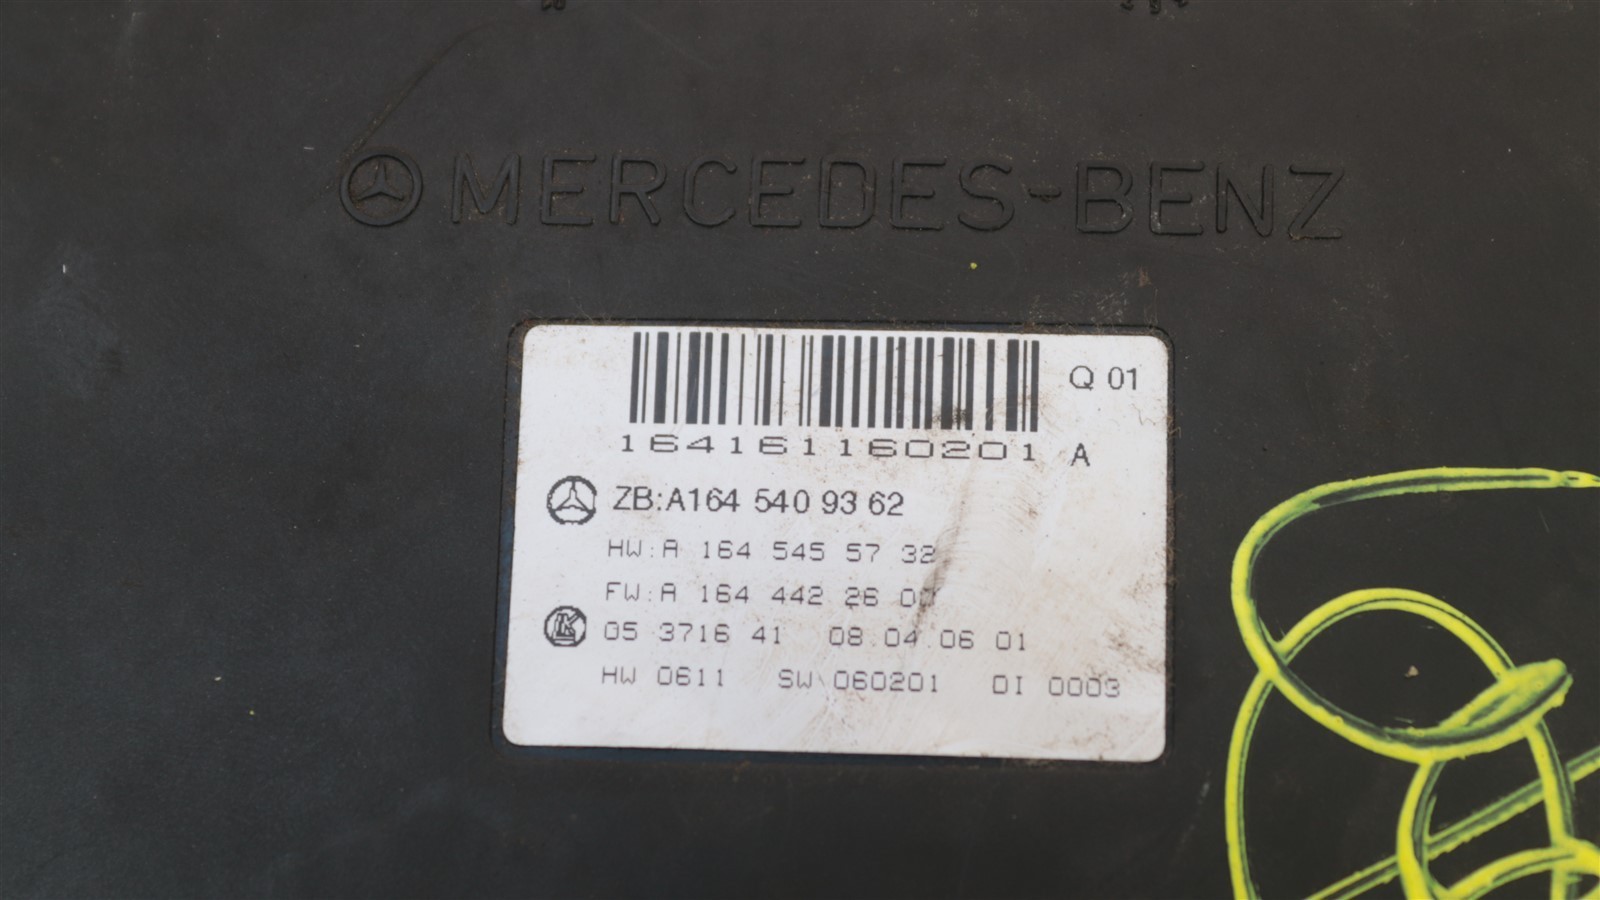 MERCEDES-BENZ
Q 01
164161160201 A
ZB:A164 540 93 62
HW:A 164 545 57 32
FW:A 164 442 26 00
05 3716 41 08.04.06 01
HW 0611 SW 060201 DI 0003